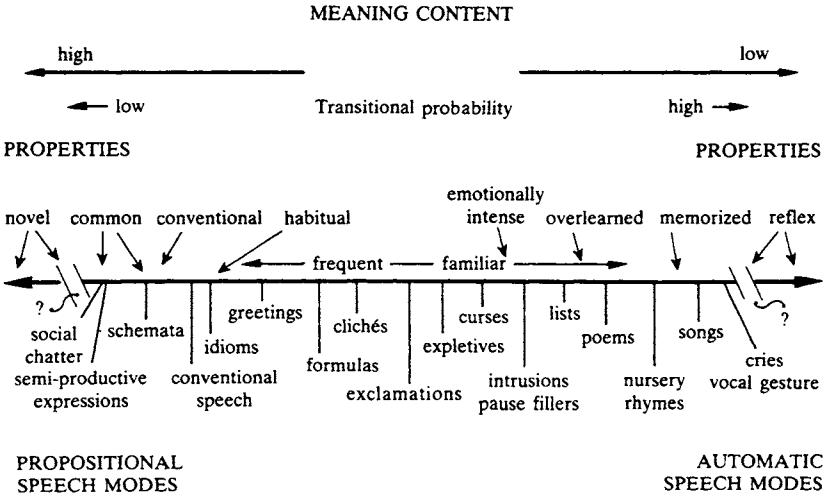 MEANING CONTENT
high
low
low
Transitional probability
high
PROPERTIES
PROPERTIES
emotionally
intense
novel common conventional habitual overlearned memorized reflex
frequent familiar
?
?
social
chatter
semi-productive
expressions
schemata
conventional
speech
idioms
greetings
formulas
clichés
exclamations
expletives
curses
intrusions
pause fillers
lists
poems
nursery
rhymes
songs
cries
vocal gesture
PROPOSITIONAL
SPEECH MODES
AUTOMATIC
SPEECH MODES